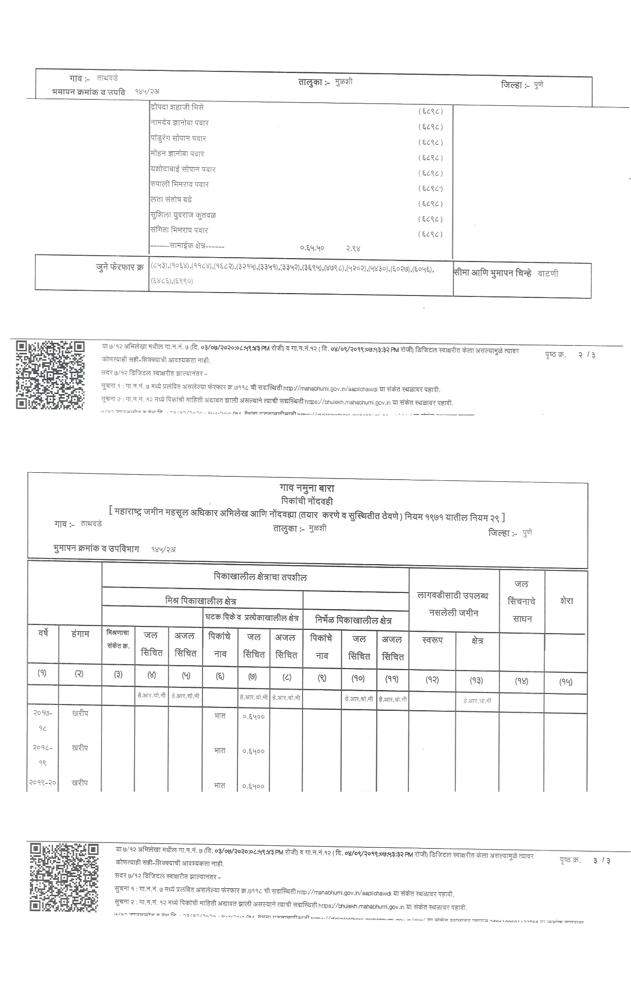 गाव :- ताथवडे तालुका :- मुळशी जिल्हा :- पुणे
भमापन क्रमांक व उपवि १४५/२अ
द्रोपदा शहाजी भिसे (६८९८)
नामदेव ज्ञानोबा पवार (६८९८)
पांडुरंग सोपान पवार (६८९८)
मोहन ज्ञानोबा पवार (६८९८)
यशोदाबाई सोपान पवार (६८९८)
रुपाली भिमराव पवार (६८९८)
लता संतोष बढे (६८९८)
सुशिला युवराज कुतवळ (६८९८)
संगिता भिमराव पवार (६८९८)
------सामाईक क्षेत्र------ ०.६५.५० २.९४
जुने फेरफार क्र (८५३),(१०६४),(११८४),(१६८२),(३२१५),(३३५१),(३३५२),(३६९५),(४७९८),(५२०२),(५४३०),(६०२७),(६०५६), सीमा आणि भुमापन चिन्हे वाटणी
(६४८६),(६९९०)
या ७/१२ अभिलेखा मधील गा.न.नं. ७ (दि. ०३/०७/२०२०:०८:५९:४३ PM रोजी) व गा.न.नं.१२ ( दि. ०४/०९/२०१९:०७:५३:३२ PM रोजी) डिजिटल स्वाक्षरीत केला असल्यामुळे त्यावर पृष्ठ क्र. २ / ३
कोणत्याही सही-शिक्क्याची आवश्यकता नाही.
सदर ७/१२ डिजिटल स्वाक्षरीत झाल्यानंतर -
सुचना १ : गा.न.नं. ७ मध्ये प्रलंवित असलेल्या फेरफार क्र.७११८ ची सद्यस्थिती http://mahabhumi.gov.in/aaplichawdi या संकेत स्थळावर पहावी.
सुचना २ : गा.न.नं. १२ मध्ये पिकांची माहिती अद्यावत झाली असल्याने त्याची सद्यस्थिती https://bhulekh.mahabhumi.gov.in या संकेत स्थळावर पहावी.
गाव नमुना बारा
पिकांची नोंदवही
[ महाराष्ट्र जमीन महसूल अधिकार अभिलेख आणि नोंदवह्या (तयार करणे व सुस्थितीत ठेवणे ) नियम १९७१ यातील नियम २९ ]
गाव :- ताथवडे तालुका :- मुळशी जिल्हा :- पुणे
भुमापन क्रमांक व उपविभाग १४५/२अ
पिकाखालील क्षेत्राचा तपशील लागवडीसाठी उपलब्ध नसलेली जमीन जल सिंचनाचे साधन शेरा
मिश्र पिकाखालील क्षेत्र
घटक पिके व प्रत्येकाखालील क्षेत्र निर्भेळ पिकाखालील क्षेत्र
वर्षे हंगाम मिश्रणाचा संकेत क्र. जल सिंचित अजल सिंचित पिकांचे नाव जल सिंचित अजल सिंचित पिकांचे नाव जल सिंचित अजल सिंचित स्वरूप क्षेत्र
(१) (२) (३) (४) (५) (६) (७) (८) (९) (१०) (११) (१२) (१३) (१४) (१५)
हे.आर.चौ.मी हे.आर.चौ.मी हे.आर.चौ.मी हे.आर.चौ.मी हे.आर.चौ.मी हे.आर.चौ.मी हे.आर.चौ.मी
२०१७- खरीप भात ०.६५००
१८
२०१८- खरीप भात ०.६५००
१९
२०१९-२० खरीप भात ०.६५००
या ७/१२ अभिलेखा मधील गा.न.नं. ७ (दि. ०३/०७/२०२०:०८:५९:४३ PM रोजी) व गा.न.नं.१२ ( दि. ०४/०९/२०१९:०७:५३:३२ PM रोजी) डिजिटल स्वाक्षरीत केला असल्यामुळे त्यावर पृष्ठ क्र. ३ / ३
कोणत्याही सही-शिक्क्याची आवश्यकता नाही.
सदर ७/१२ डिजिटल स्वाक्षरीत झाल्यानंतर -
सुचना १ : गा.न.नं. ७ मध्ये प्रलंवित असलेल्या फेरफार क्र.७११८ ची सद्यस्थिती http://mahabhumi.gov.in/aaplichawdi या संकेत स्थळावर पहावी.
सुचना २ : गा.न.नं. १२ मध्ये पिकांची माहिती अद्यावत झाली असल्याने त्याची सद्यस्थिती https://bhulekh.mahabhumi.gov.in या संकेत स्थळावर पहावी.